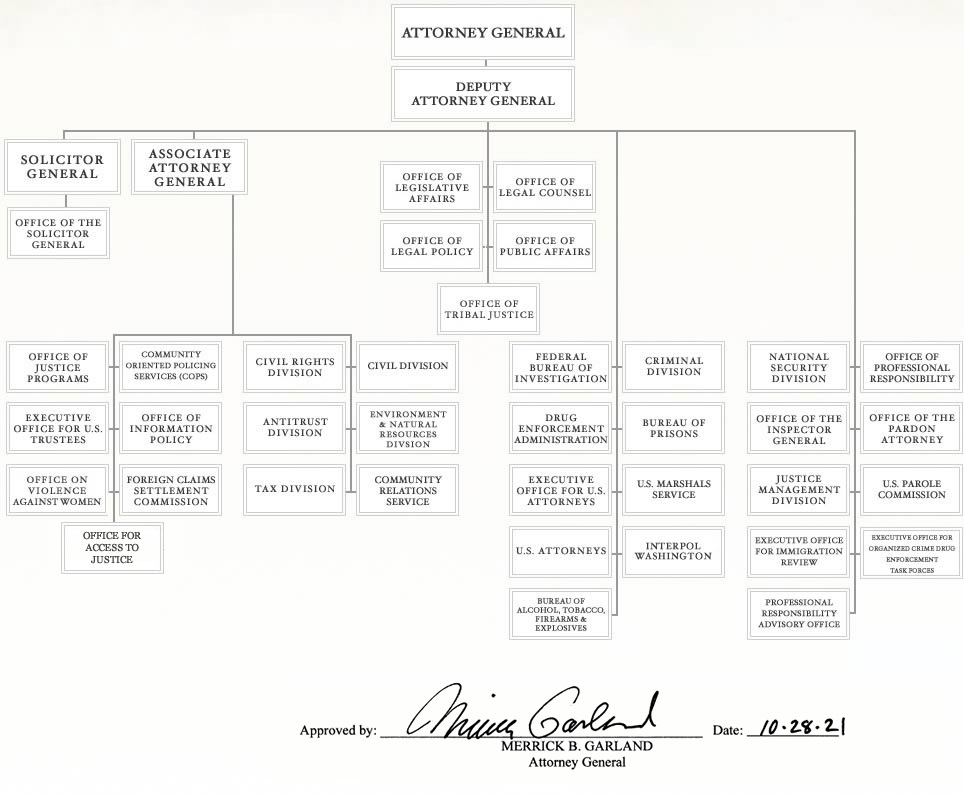 ATTORNEY GENERAL
DEPUTY
ATTORNEY GENERAL
SOLICITOR
GENERAL
ASSOCIATE
ATTORNEY
GENERAL
OFFICE OF THE
SOLICITOR
GENERAL
OFFICE OF
LEGISLATIVE
AFFAIRS
OFFICE OF
LEGAL COUNSEL
OFFICE OF
LEGAL POLICY
OFFICE OF
PUBLIC AFFAIRS
OFFICE OF
TRIBAL JUSTICE
OFFICE OF
JUSTICE
PROGRAMS
COMMUNITY
ORIENTED POLICING
SERVICES (COPS)
EXECUTIVE
OFFICE FOR U.S.
TRUSTEES
OFFICE OF
INFORMATION
POLICY
OFFICE ON
VIOLENCE
AGAINST WOMEN
FOREIGN CLAIMS
SETTLEMENT
COMMISSION
OFFICE FOR
ACCESS TO
JUSTICE
CIVIL RIGHTS
DIVISION
CIVIL DIVISION
ANTITRUST
DIVISION
ENVIRONMENT
& NATURAL
RESOURCES
DIVSION
TAX DIVISION
COMMUNITY
RELATIONS
SERVICE
FEDERAL
BUREAU OF
INVESTIGATION
CRIMINAL
DIVISION
DRUG
ENFORCEMENT
ADMINISTRATION
BUREAU OF
PRISONS
EXECUTIVE
OFFICE FOR U.S.
ATTORNEYS
U.S. MARSHALS
SERVICE
U.S. ATTORNEYS
INTERPOL
WASHINGTON
BUREAU OF
ALCOHOL, TOBACCO,
FIREARMS &
EXPLOSIVES
NATIONAL
SECURITY
DIVISION
OFFICE OF
PROFESSIONAL
RESPONSIBILITY
OFFICE OF THE
INSPECTOR
GENERAL
OFFICE OF THE
PARDON
ATTORNEY
JUSTICE
MANAGEMENT
DIVISION
U.S. PAROLE
COMMISSION
EXECUTIVE OFFICE
FOR IMMIGRATION
REVIEW
EXECUTIVE OFFICE FOR
ORGANIZED CRIME DRUG
ENFORCEMENT
TASK FORCES
PROFESSIONAL
RESPONSIBILITY
ADVISORY OFFICE
Approved by: Merrick Garland Date: 10·28·21
MERRICK B. GARLAND
Attorney General